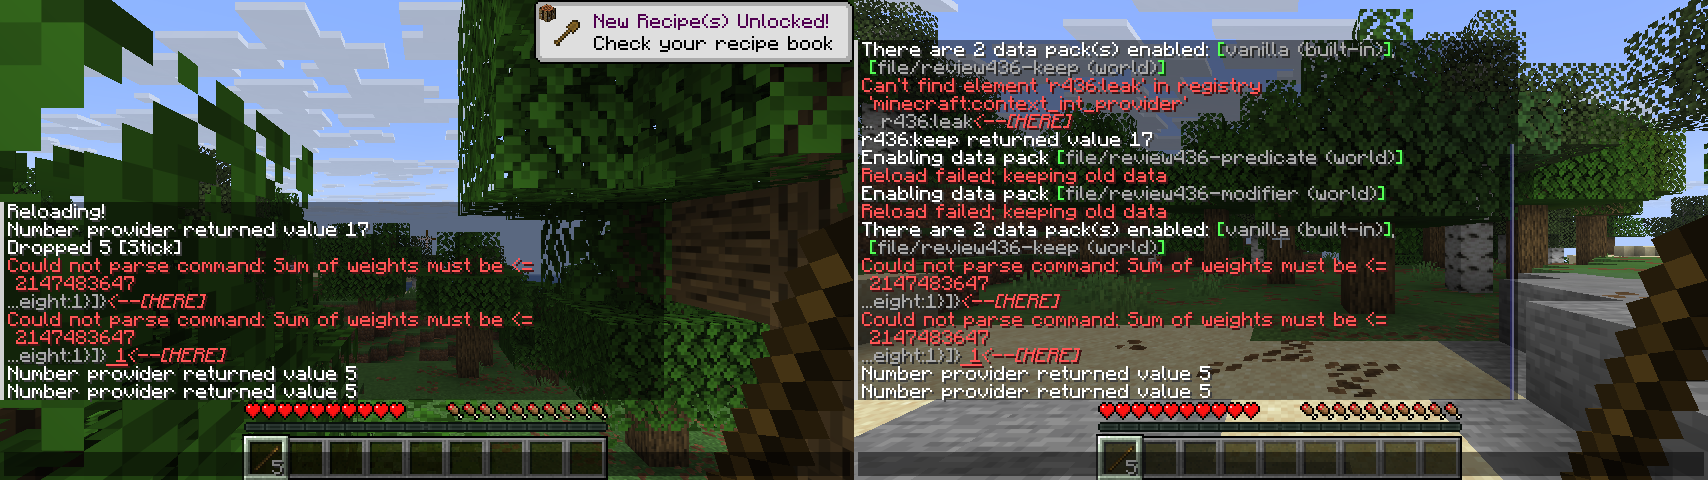 New Recipe(s) Unlocked!
Check your recipe book
Reloading!
Number provider returned value 17
Dropped 5 [Stick]
Could not parse command: Sum of weights must be <=
2147483647
...eight:1}]}<--[HERE]
Could not parse command: Sum of weights must be <=
2147483647
...eight:1}]} 1<--[HERE]
Number provider returned value 5
Number provider returned value 5
5
There are 2 data pack(s) enabled: [vanilla (built-in)],
[file/review436-keep (world)]
Can't find element 'r436:leak' in registry
'minecraft:context_int_provider'
... r436:leak<--[HERE]
r436:keep returned value 17
Enabling data pack [file/review436-predicate (world)]
Reload failed; keeping old data
Enabling data pack [file/review436-modifier (world)]
Reload failed; keeping old data
There are 2 data pack(s) enabled: [vanilla (built-in)],
[file/review436-keep (world)]
Could not parse command: Sum of weights must be <=
2147483647
...eight:1}]}<--[HERE]
Could not parse command: Sum of weights must be <=
2147483647
...eight:1}]} 1<--[HERE]
Number provider returned value 5
Number provider returned value 5
5